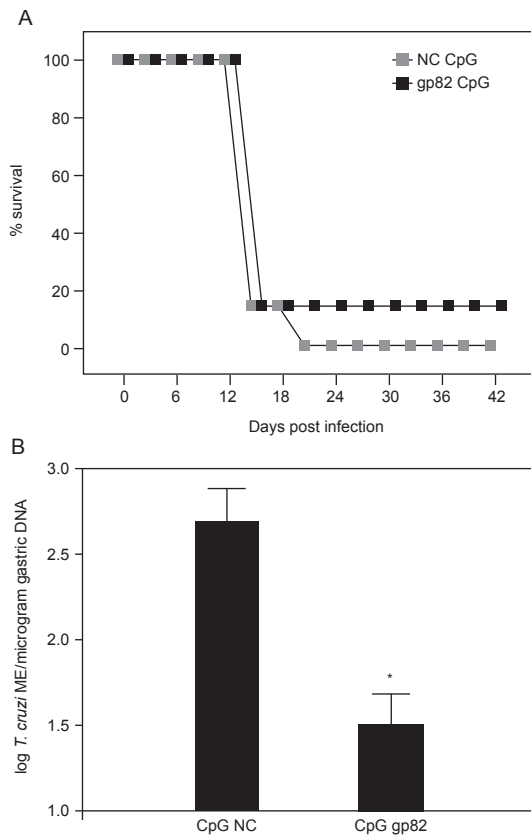 A
NC CpG
gp82 CpG
100
80
60
40
20
0
% survival
0 6 12 18 24 30 36 42
Days post infection
B
3.0
2.5
2.0
1.5
1.0
log T. cruzi ME/microgram gastric DNA
*
CpG NC CpG gp82